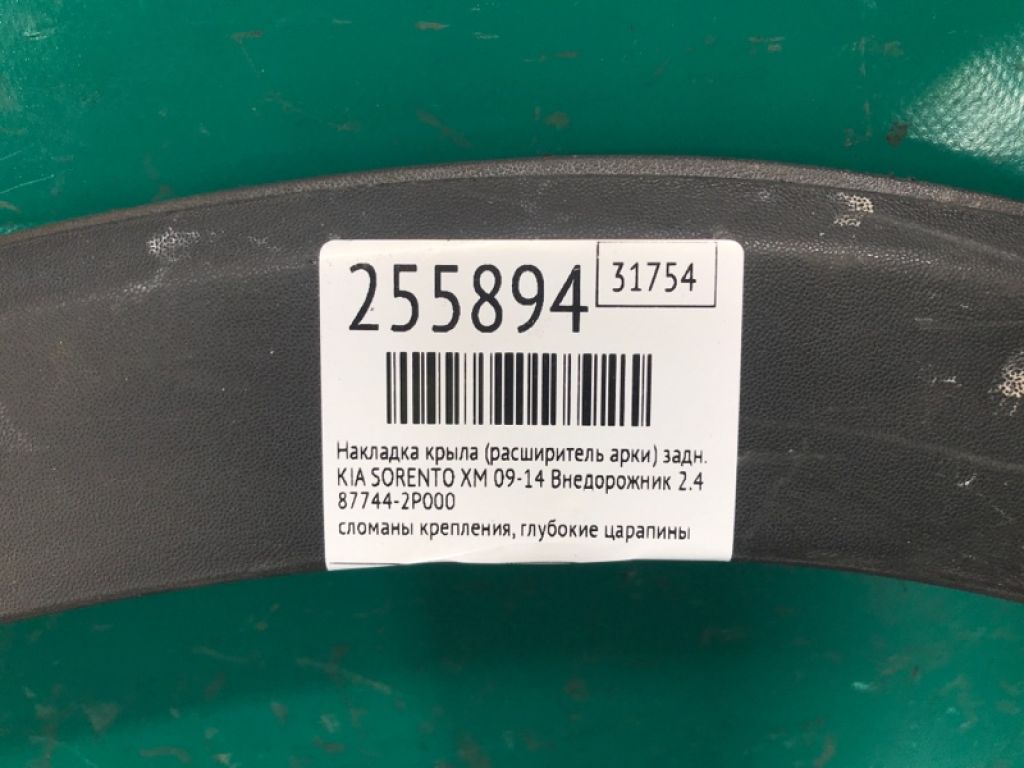 255894
31754
Накладка крыла (расширитель арки) задн.
KIA SORENTO XM 09-14 Внедорожник 2.4
87744-2P000
сломаны крепления, глубокие царапины